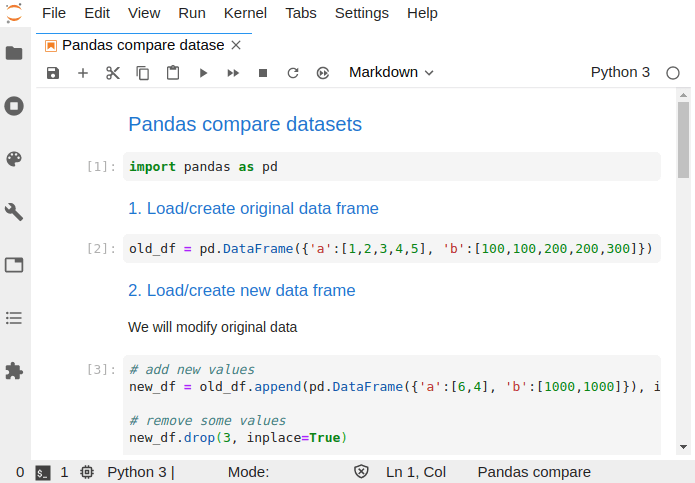 File Edit View Run Kernel Tabs Settings Help
Pandas compare datase
Markdown Python 3
Pandas compare datasets
[1]: import pandas as pd
1. Load/create original data frame
[2]: old_df = pd.DataFrame({'a':[1,2,3,4,5], 'b':[100,100,200,200,300]})
2. Load/create new data frame
We will modify original data
[3]: # add new values
new_df = old_df.append(pd.DataFrame({'a':[6,4], 'b':[1000,1000]}), i
# remove some values
new_df.drop(3, inplace=True)
0 $_ 1 Python 3 | Mode: Ln 1, Col Pandas compare